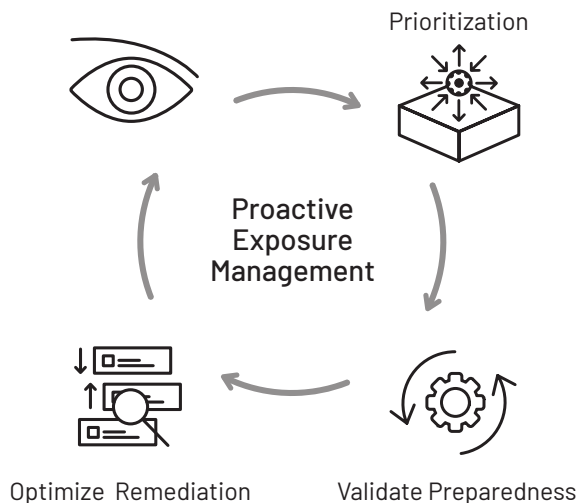 Prioritization
Proactive
Exposure
Management
Optimize Remediation
Validate Preparedness